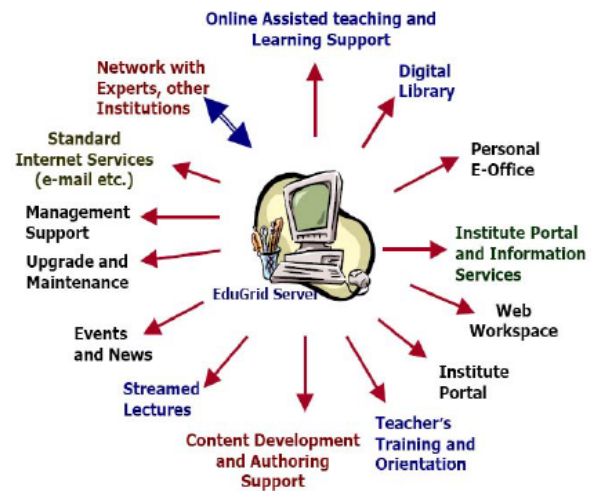 Online Assisted teaching and
Learning Support
Network with
Experts, other
Institutions
Digital
Library
Standard
Internet Services
(e-mail etc.)
Personal
E-Office
Management
Support
Institute Portal
and Information
Services
Upgrade and
Maintenance
EduGrid Server
Web
Workspace
Events
and News
Institute
Portal
Streamed
Lectures
Content Development
and Authoring
Support
Teacher's
Training and
Orientation